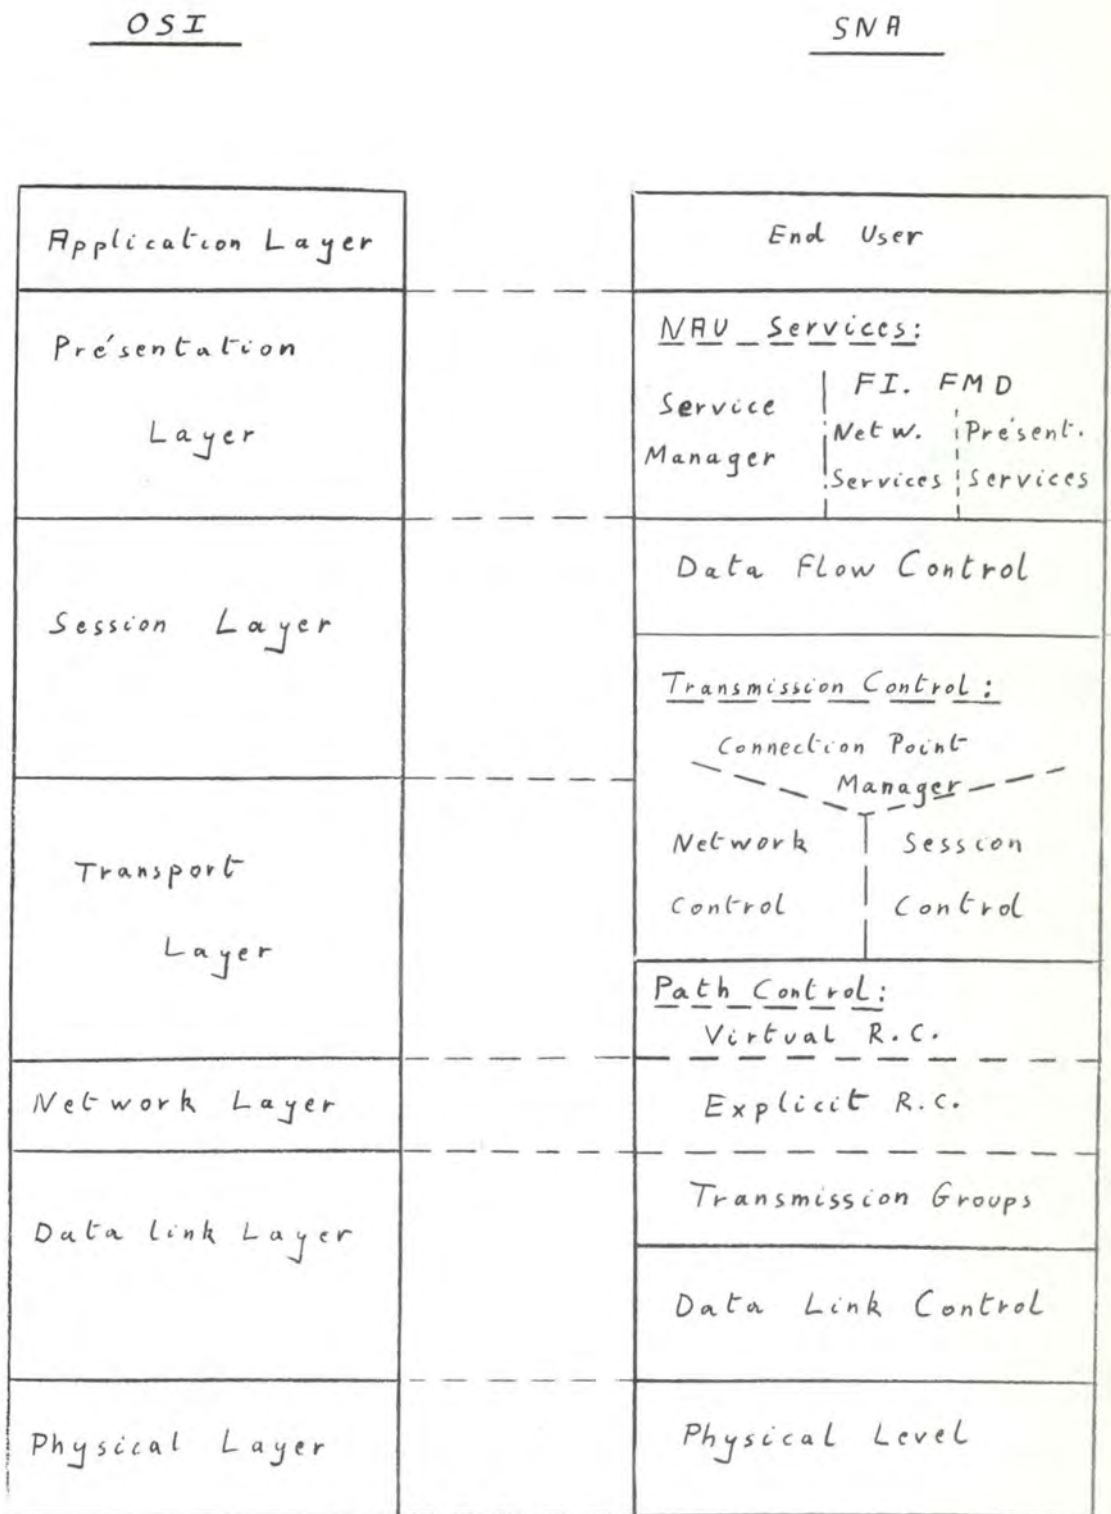 OSI
SNA
Application Layer
Présentation
Layer
Session Layer
Transport
Layer
Network Layer
Data link Layer
Physical Layer
End User
NAU Services:
Service
Manager
FI. FMD
Netw.
Services
Présent.
Services
Data Flow Control
Transmission Control:
Connection Point
Manager
Network
Control
Session
Control
Path Control:
Virtual R.C.
Explicit R.C.
Transmission Groups
Data Link Control
Physical Level